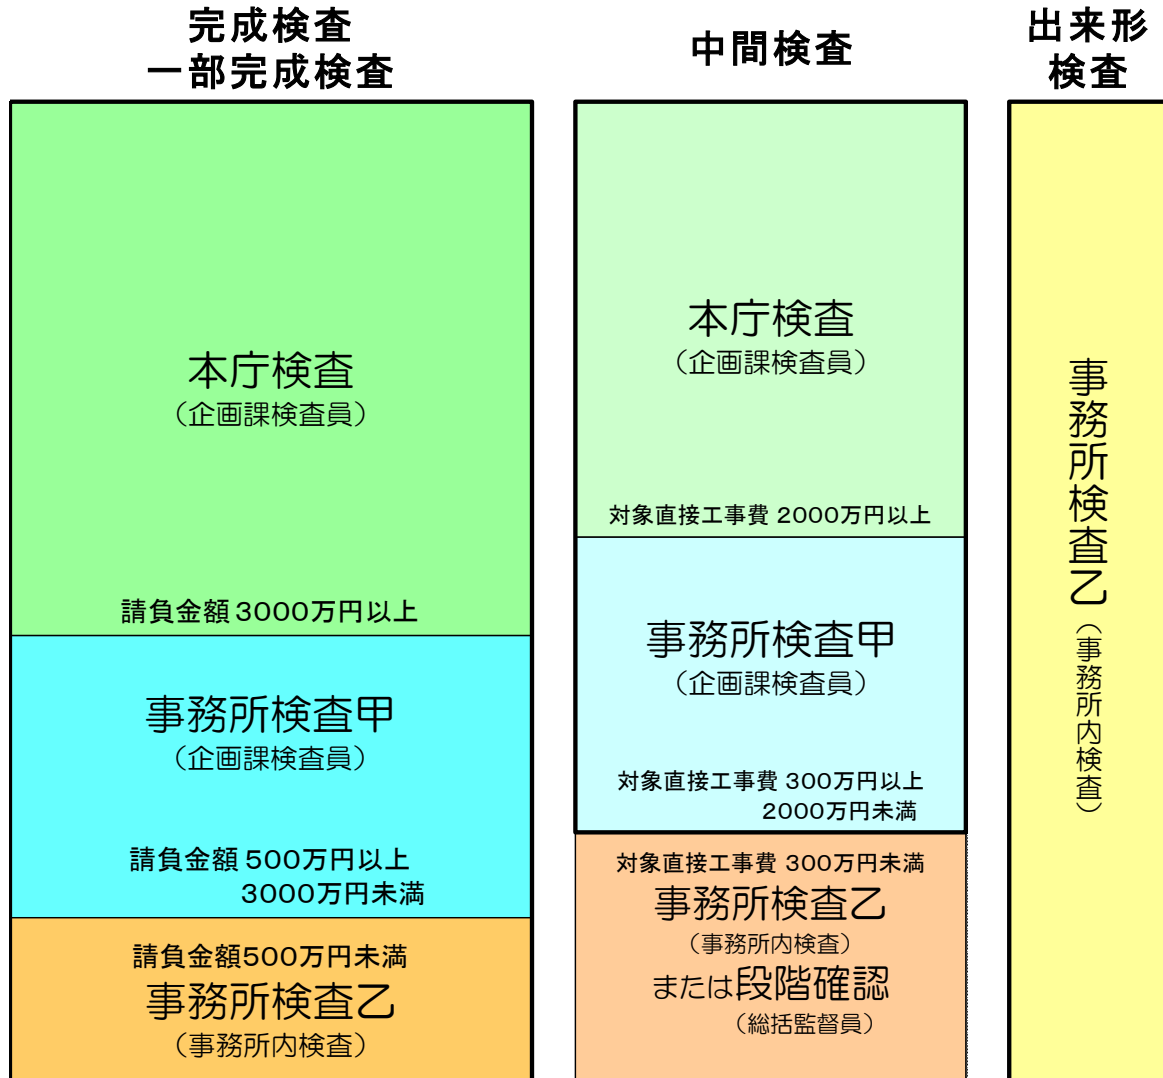 完成検査
一部完成検査
本庁検査
（企画課検査員）
請負金額3000万円以上
事務所検査甲
（企画課検査員）
請負金額 500万円以上
3000万円未満
請負金額500万円未満
事務所検査乙
（事務所内検査）
中間検査
本庁検査
（企画課検査員）
対象直接工事費 2000万円以上
事務所検査甲
（企画課検査員）
対象直接工事費 300万円以上
2000万円未満
対象直接工事費 300万円未満
事務所検査乙
（事務所内検査）
または段階確認
（総括監督員）
出来形
検査
事務所検査乙（事務所内検査）